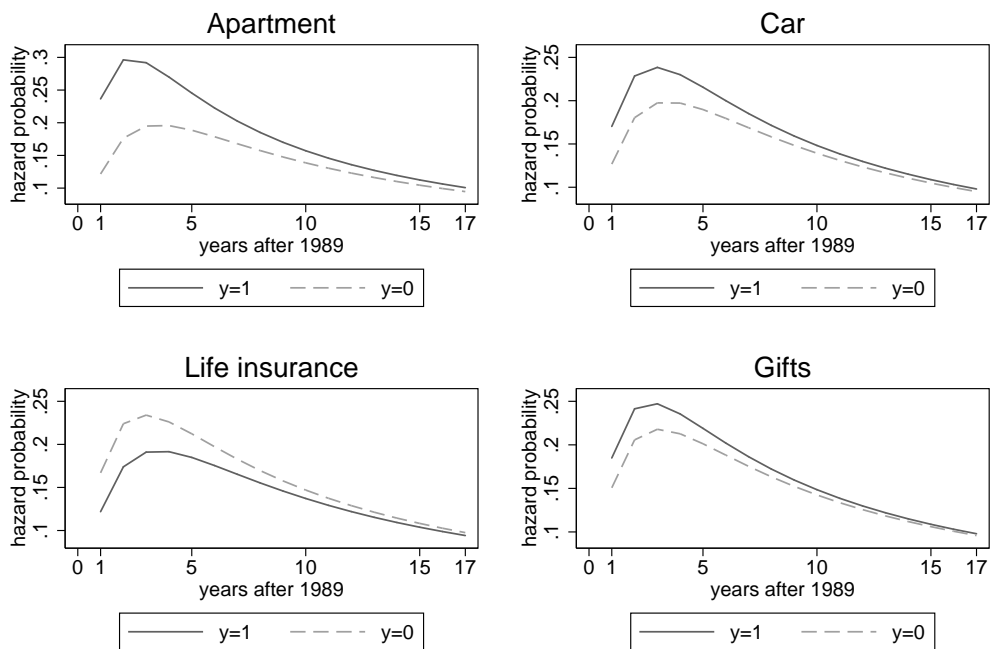 Apartment
hazard probability
.1 .15 .2 .25 .3
0 1 5 10 15 17
years after 1989
y=1 y=0
Car
hazard probability
.1 .15 .2 .25
0 1 5 10 15 17
years after 1989
y=1 y=0
Life insurance
hazard probability
.1 .15 .2 .25
0 1 5 10 15 17
years after 1989
y=1 y=0
Gifts
hazard probability
.1 .15 .2 .25
0 1 5 10 15 17
years after 1989
y=1 y=0